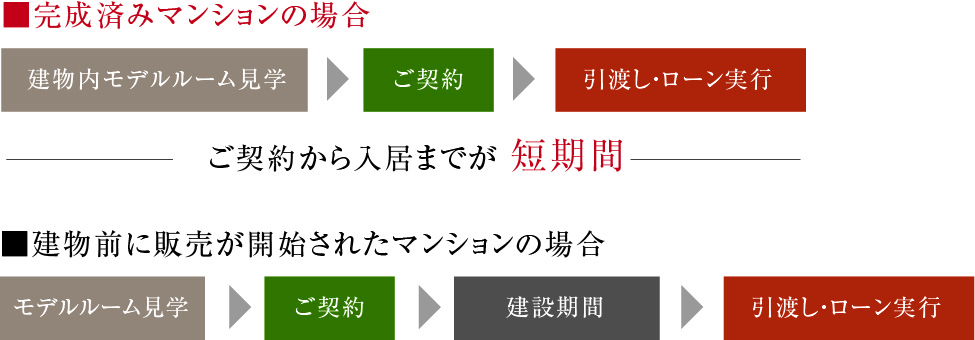 ■完成済みマンションの場合
建物内モデルルーム見学 ご契約 引渡し・ローン実行
ご契約から入居までが 短期間
■建物前に販売が開始されたマンションの場合
モデルルーム見学 ご契約 建設期間 引渡し・ローン実行